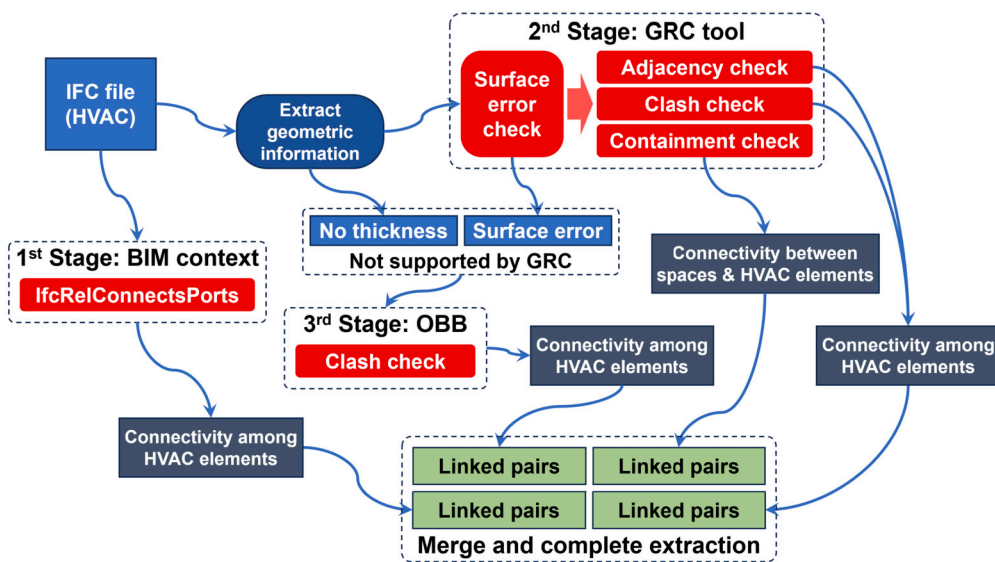 2nd Stage: GRC tool
IFC file
(HVAC)
Extract
geometric
information
Surface
error
check
Adjacency check
Clash check
Containment check
No thickness
Surface error
Not supported by GRC
1st Stage: BIM context
IfcRelConnectsPorts
Connectivity between
spaces & HVAC elements
3rd Stage: OBB
Clash check
Connectivity among
HVAC elements
Connectivity among
HVAC elements
Connectivity among
HVAC elements
Linked pairs
Linked pairs
Linked pairs
Linked pairs
Merge and complete extraction